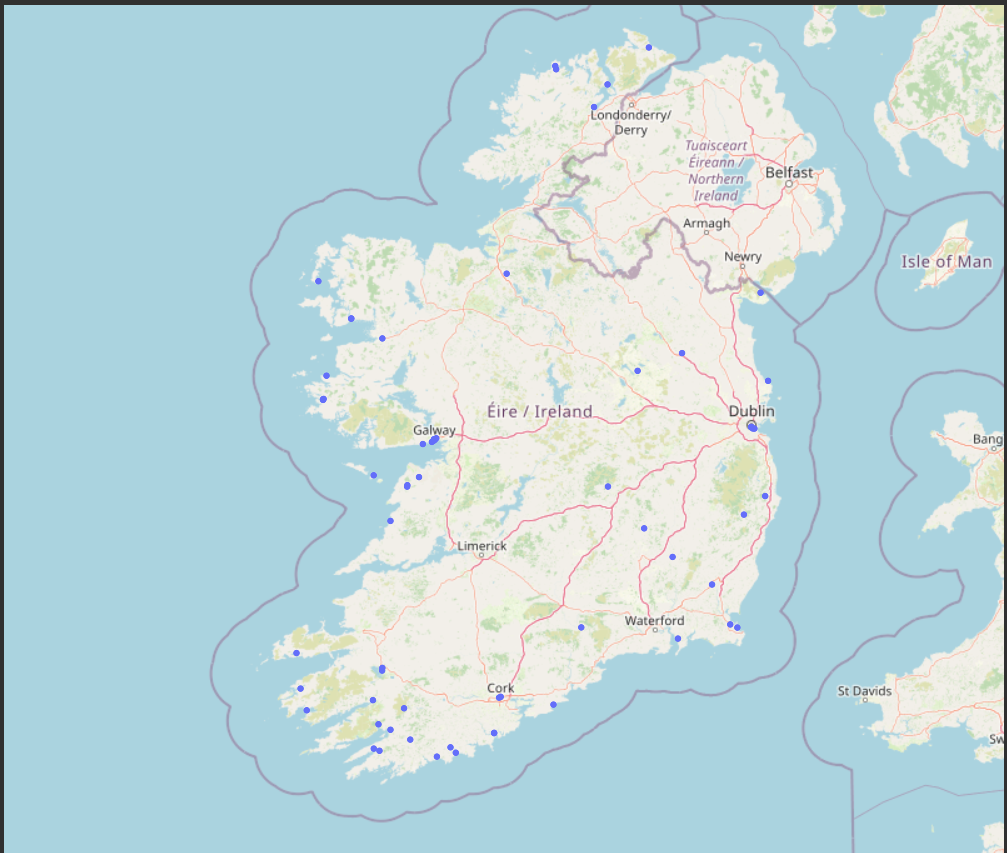 Londonderry/
Derry
Tuaisceart
Éireann /
Northern
Ireland
Belfast
Armagh
Newry
Isle of Man
Éire / Ireland
Dublin
Galway
Bang
Limerick
Waterford
Cork
St Davids
Sw